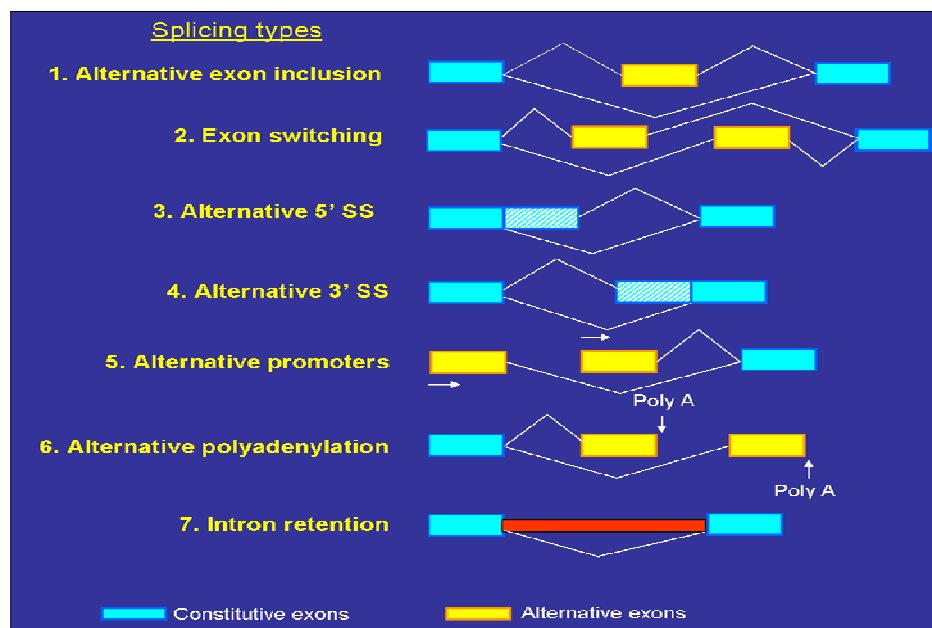 Splicing types
1. Alternative exon inclusion
2. Exon switching
3. Alternative 5’ SS
4. Alternative 3’ SS
5. Alternative promoters
Poly A
6. Alternative polyadenylation
Poly A
7. Intron retention
Constitutive exons
Alternative exons